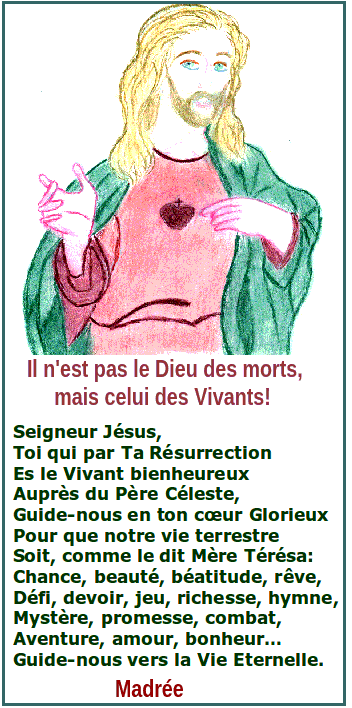 Il n'est pas le Dieu des morts,
mais celui des Vivants!
Seigneur Jésus,
Toi qui par Ta Résurrection
Es le Vivant bienheureux
Auprès du Père Céleste,
Guide-nous en ton cœur Glorieux
Pour que notre vie terrestre
Soit, comme le dit Mère Térésa:
Chance, beauté, béatitude, rêve,
Défi, devoir, jeu, richesse, hymne,
Mystère, promesse, combat,
Aventure, amour, bonheur...
Guide-nous vers la Vie Eternelle.
Madrée